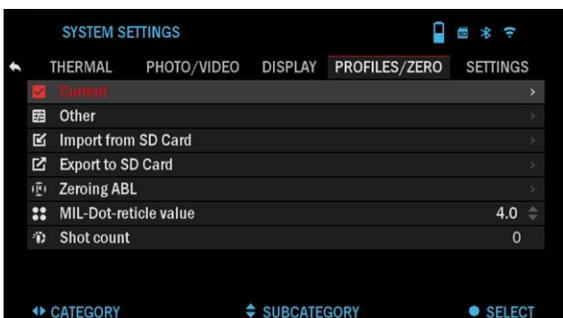 SYSTEM SETTINGS
THERMAL PHOTO/VIDEO DISPLAY PROFILES/ZERO SETTINGS
Current
Other
Import from SD Card
Export to SD Card
Zeroing ABL
MIL-Dot-reticle value 4.0
Shot count 0
CATEGORY SUBCATEGORY SELECT